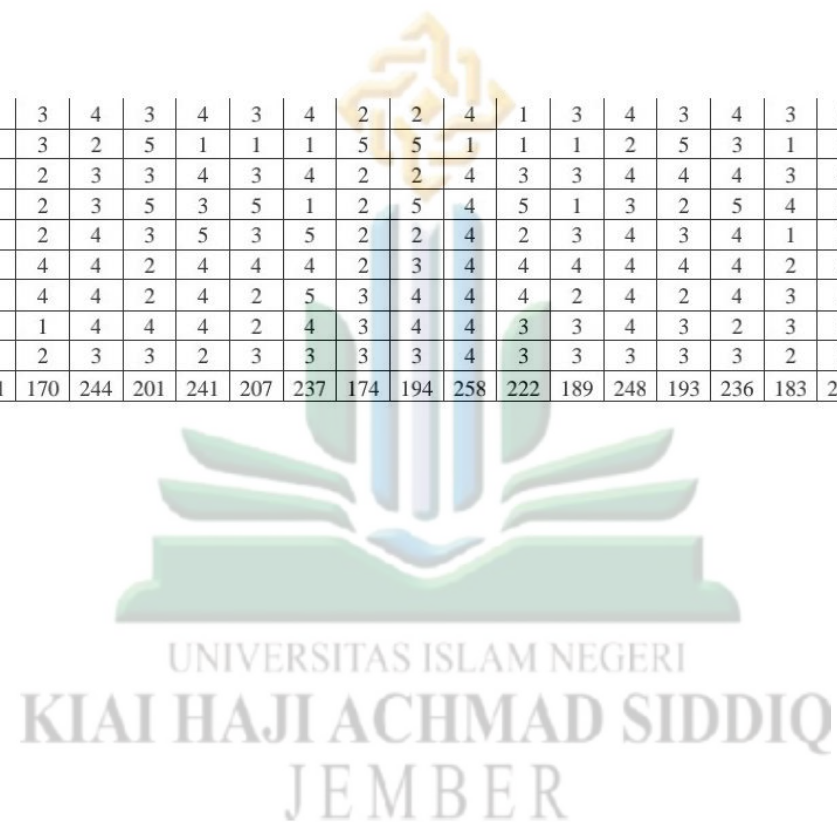 3 4 3 4 3 4 2 2 4 1 3 4 3 4 3
3 2 5 1 1 1 5 5 1 1 1 2 5 3 1
2 3 3 4 3 4 2 2 4 3 3 4 4 4 3
2 3 5 3 5 1 2 5 4 5 1 3 2 5 4
2 4 3 5 3 5 2 2 4 2 3 4 3 4 1
4 4 2 4 4 4 2 3 4 4 4 4 4 4 2
4 4 2 4 2 5 3 4 4 4 2 4 2 4 3
1 4 4 4 2 4 3 4 4 3 3 4 3 2 3
2 3 3 2 3 3 3 3 4 3 3 3 3 3 2
170 244 201 241 207 237 174 194 258 222 189 248 193 236 183
UNIVERSITAS ISLAM NEGERI
KIAI HAJI ACHMAD SIDDIQ
JEMBER